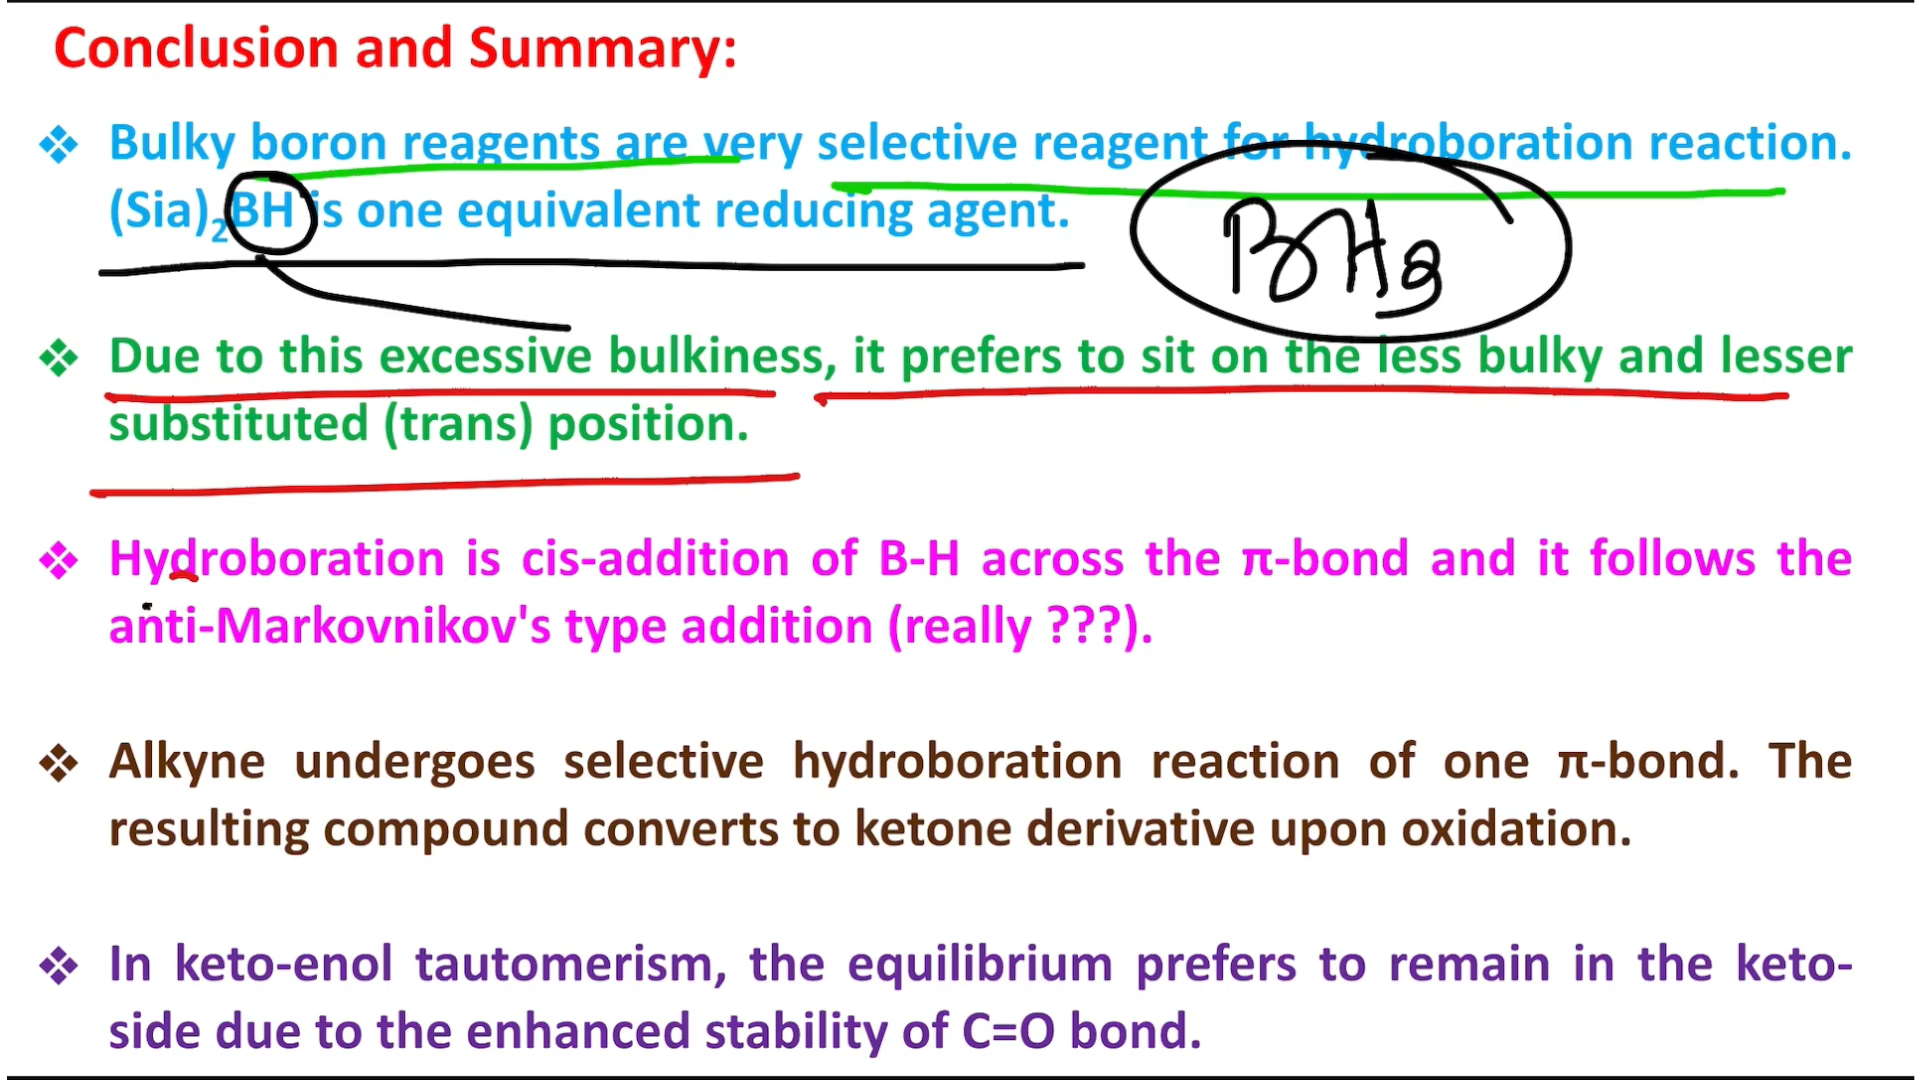 Conclusion and Summary:
❖ Bulky boron reagents are very selective reagent for hydroboration reaction.
(Sia)₂BH is one equivalent reducing agent.
BH3
❖ Due to this excessive bulkiness, it prefers to sit on the less bulky and lesser
substituted (trans) position.
❖ Hydroboration is cis-addition of B-H across the π-bond and it follows the
anti-Markovnikov's type addition (really ???).
❖ Alkyne undergoes selective hydroboration reaction of one π-bond. The
resulting compound converts to ketone derivative upon oxidation.
❖ In keto-enol tautomerism, the equilibrium prefers to remain in the keto-
side due to the enhanced stability of C=O bond.